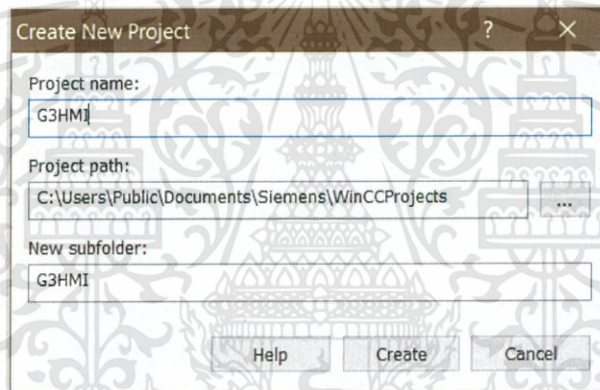 Create New Project ? ×
Project name:
G3HMI
Project path:
C:\Users\Public\Documents\Siemens\WinCCProjects ...
New subfolder:
G3HMI
Help Create Cancel